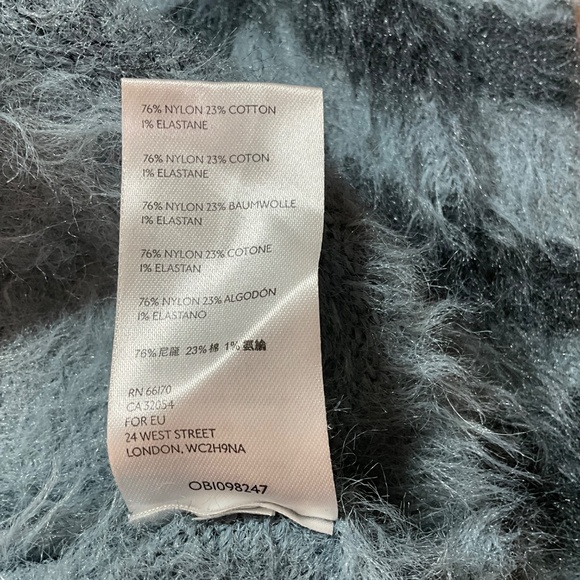 76% NYLON 23% COTTON
1% ELASTANE
76% NYLON 23% COTON
1% ELASTANE
76% NYLON 23% BAUMWOLLE
1% ELASTAN
76% NYLON 23% COTONE
1% ELASTAN
76% NYLON 23% ALGODÓN
1% ELASTANO
76% 尼龍 23% 棉 1% 氨綸
RN 66170
CA 32054
FOR EU
24 WEST STREET
LONDON, WC2H9NA
OB1098247